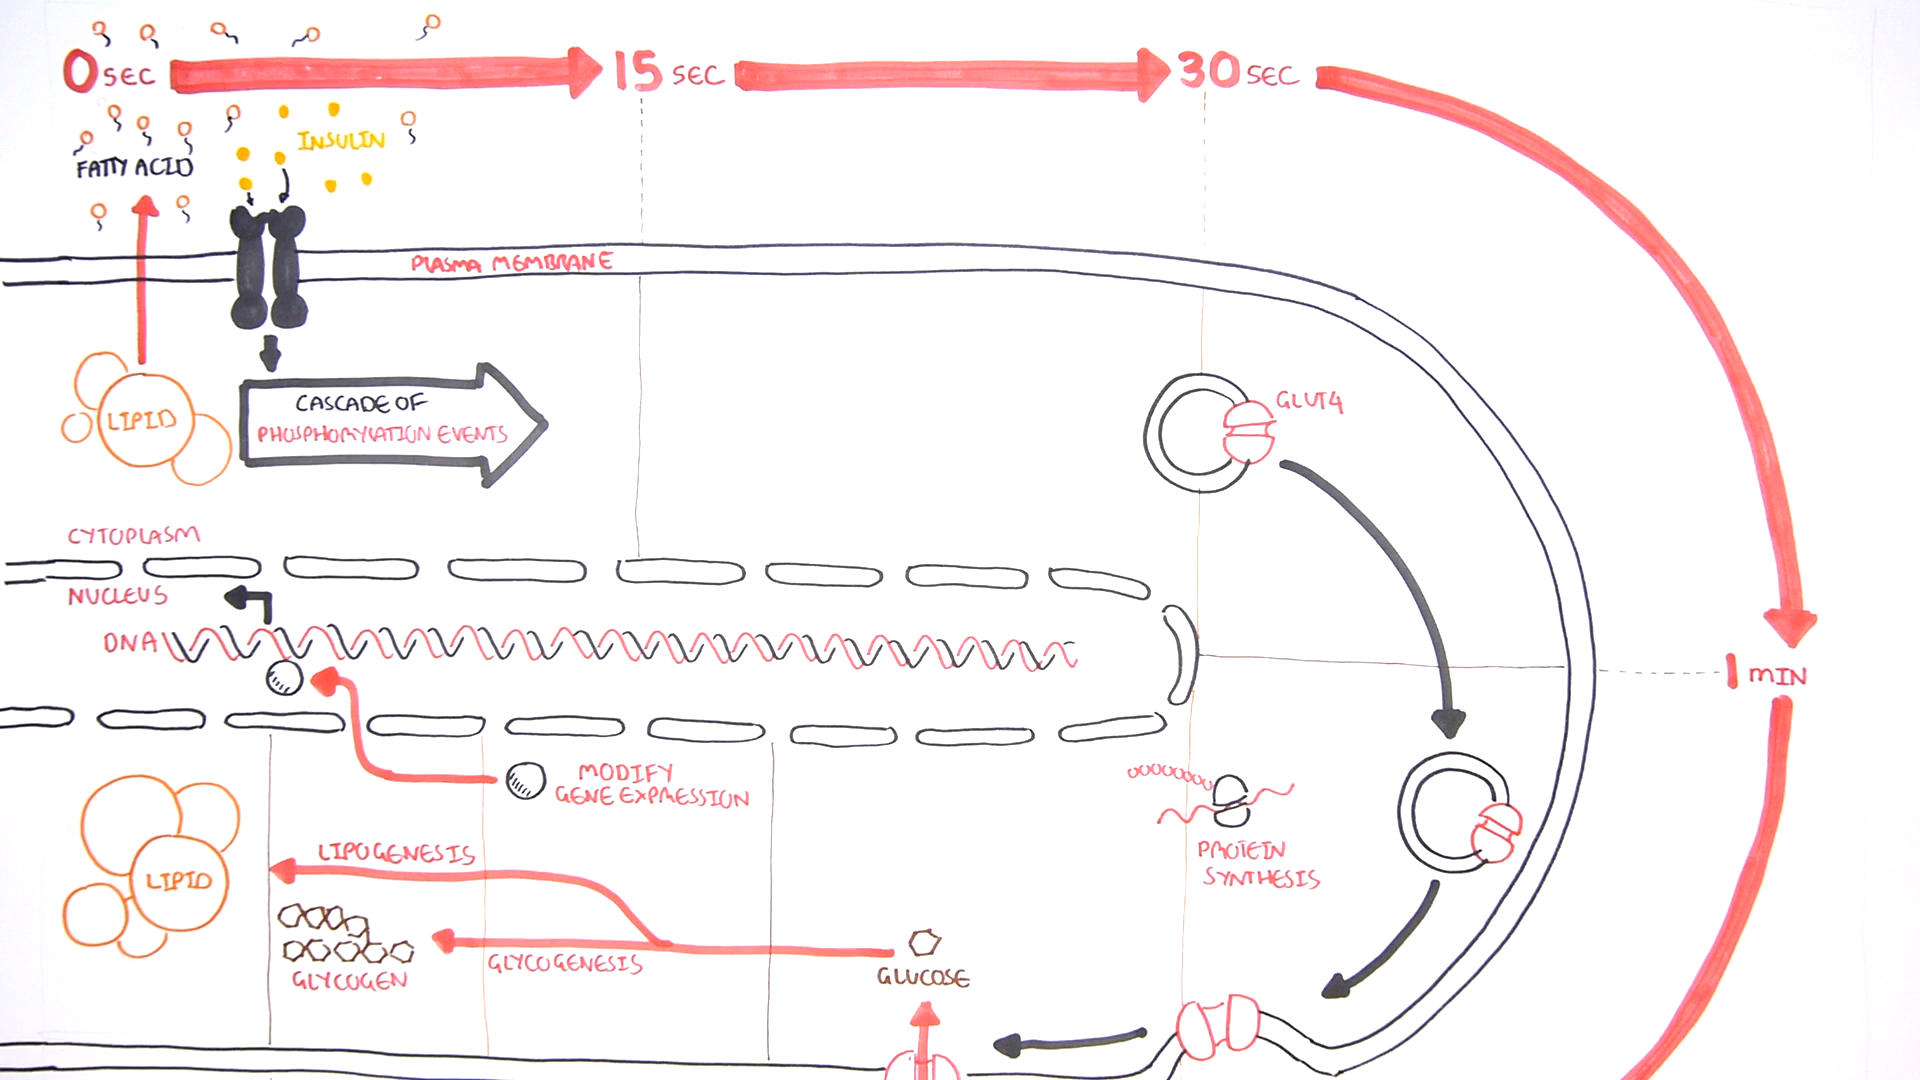 0 SEC
15 SEC
30 SEC
INSULIN
FATTY ACID
PLASMA MEMBRANE
LIPID
CASCADE OF
PHOSPHORYLATION EVENTS
GLUT4
CYTOPLASM
NUCLEUS
DNA
1 MIN
MODIFY
GENE EXPRESSION
PROTEIN
SYNTHESIS
LIPOGENESIS
LIPID
GLYCOGENESIS
GLYCOGEN
GLUCOSE